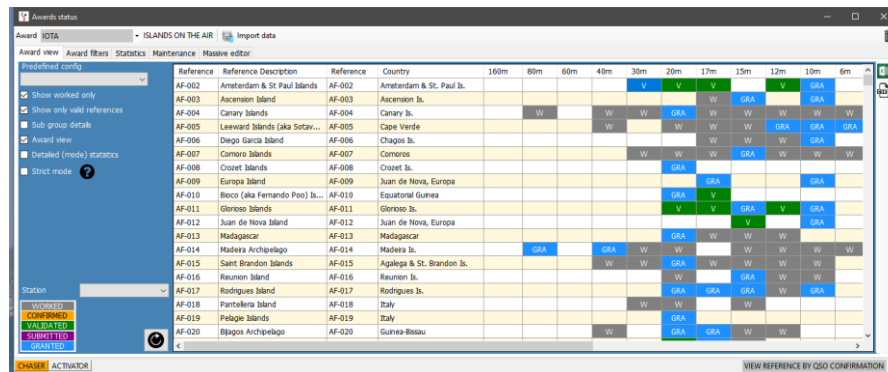 Awards status
Award IOTA - ISLANDS ON THE AIR Import data
Award view Award filters Statistics Maintenance Massive editor
Predefined config
Show worked only
Show only valid references
Sub group details
Award view
Detailed (mode) statistics
Strict mode ?
Station
WORKED
CONFIRMED
VALIDATED
SUBMITTED
GRANTED
Reference Reference Description Reference Country 160m 80m 60m 40m 30m 20m 17m 15m 12m 10m 6m
AF-002 Amsterdam & St Paul Islands AF-002 Amsterdam & St. Paul Is. V V V V GRA
AF-003 Ascension Island AF-003 Ascension Is. W GRA GRA
AF-004 Canary Islands AF-004 Canary Is. W W W GRA W W W W W
AF-005 Leeward Islands (aka Sotav... AF-005 Cape Verde W W W W GRA GRA GRA
AF-006 Diego Garcia Island AF-006 Chagos Is. W W W GRA
AF-007 Comoro Islands AF-007 Comoros W W W GRA W W W
AF-008 Crozet Islands AF-008 Crozet Is. GRA
AF-009 Europa Island AF-009 Juan de Nova, Europa GRA GRA
AF-010 Bioco (aka Fernando Poo) Is... AF-010 Equatorial Guinea GRA V
AF-011 Glorioso Islands AF-011 Glorioso Is. V V GRA V GRA
AF-012 Juan de Nova Island AF-012 Juan de Nova, Europa V GRA
AF-013 Madagascar AF-013 Madagascar GRA W W W
AF-014 Madeira Archipelago AF-014 Madeira Is. GRA GRA W W W W W W
AF-015 Saint Brandon Islands AF-015 Agalega & St. Brandon Is. W W GRA W W W W
AF-016 Reunion Island AF-016 Reunion Is. W GRA W W
AF-017 Rodrigues Island AF-017 Rodrigues Is. GRA GRA GRA W GRA
AF-018 Pantelleria Island AF-018 Italy W W W
AF-019 Pelagie Islands AF-019 Italy GRA
AF-020 Bijagos Archipelago AF-020 Guinea-Bissau W GRA GRA W W
CHASER ACTIVATOR VIEW REFERENCE BY QSO CONFIRMATION